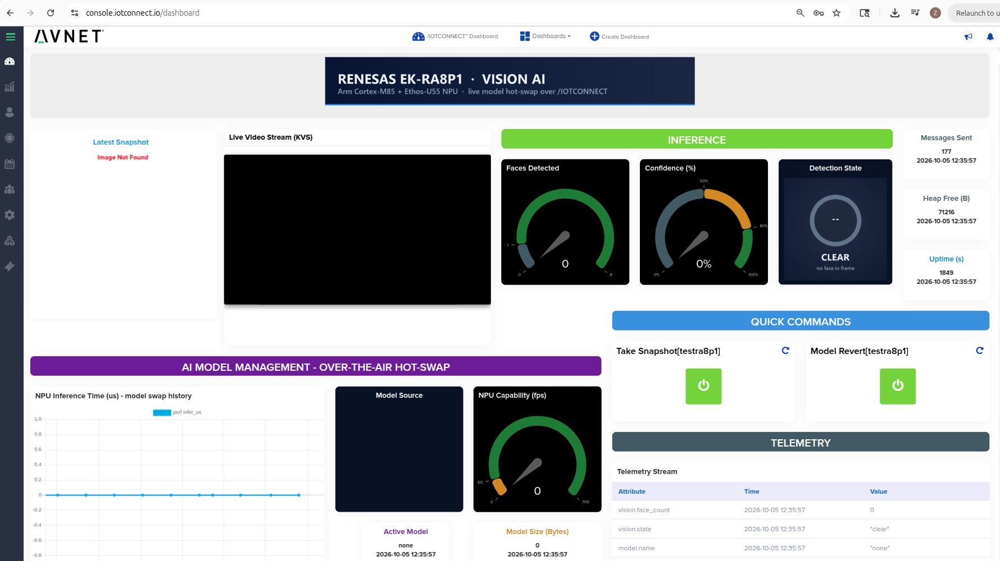 console.iotconnect.io/dashboard
Z
Relaunch to u
AVNET
/IOTCONNECT™ Dashboard
Dashboards
Create Dashboard
RENESAS EK-RA8P1 · VISION AI
Arm Cortex-M85 + Ethos-U55 NPU · live model hot-swap over /IOTCONNECT
Latest Snapshot
Image Not Found
Live Video Stream (KVS)
INFERENCE
Faces Detected
1
0
8
0
Confidence (%)
50%
80%
0%
100%
0%
Detection State
--
CLEAR
no face in frame
Messages Sent
177
2026-10-05 12:35:57
Heap Free (B)
71216
2026-10-05 12:35:57
Uptime (s)
1849
2026-10-05 12:35:57
QUICK COMMANDS
Take Snapshot[testra8p1]
Model Revert[testra8p1]
AI MODEL MANAGEMENT - OVER-THE-AIR HOT-SWAP
NPU Inference Time (us) - model swap history
perf.infer_us
1.0
0.8
0.6
0.4
0.2
0
-0.2
-0.4
-0.6
-0.8
Model Source
NPU Capability (fps)
60
0
700
0
Active Model
none
2026-10-05 12:35:57
Model Size (Bytes)
0
2026-10-05 12:35:57
TELEMETRY
Telemetry Stream
Attribute Time Value
vision.face_count 2026-10-05 12:35:57 0
vision.state 2026-10-05 12:35:57 "clear"
model.name 2026-10-05 12:35:57 "none"